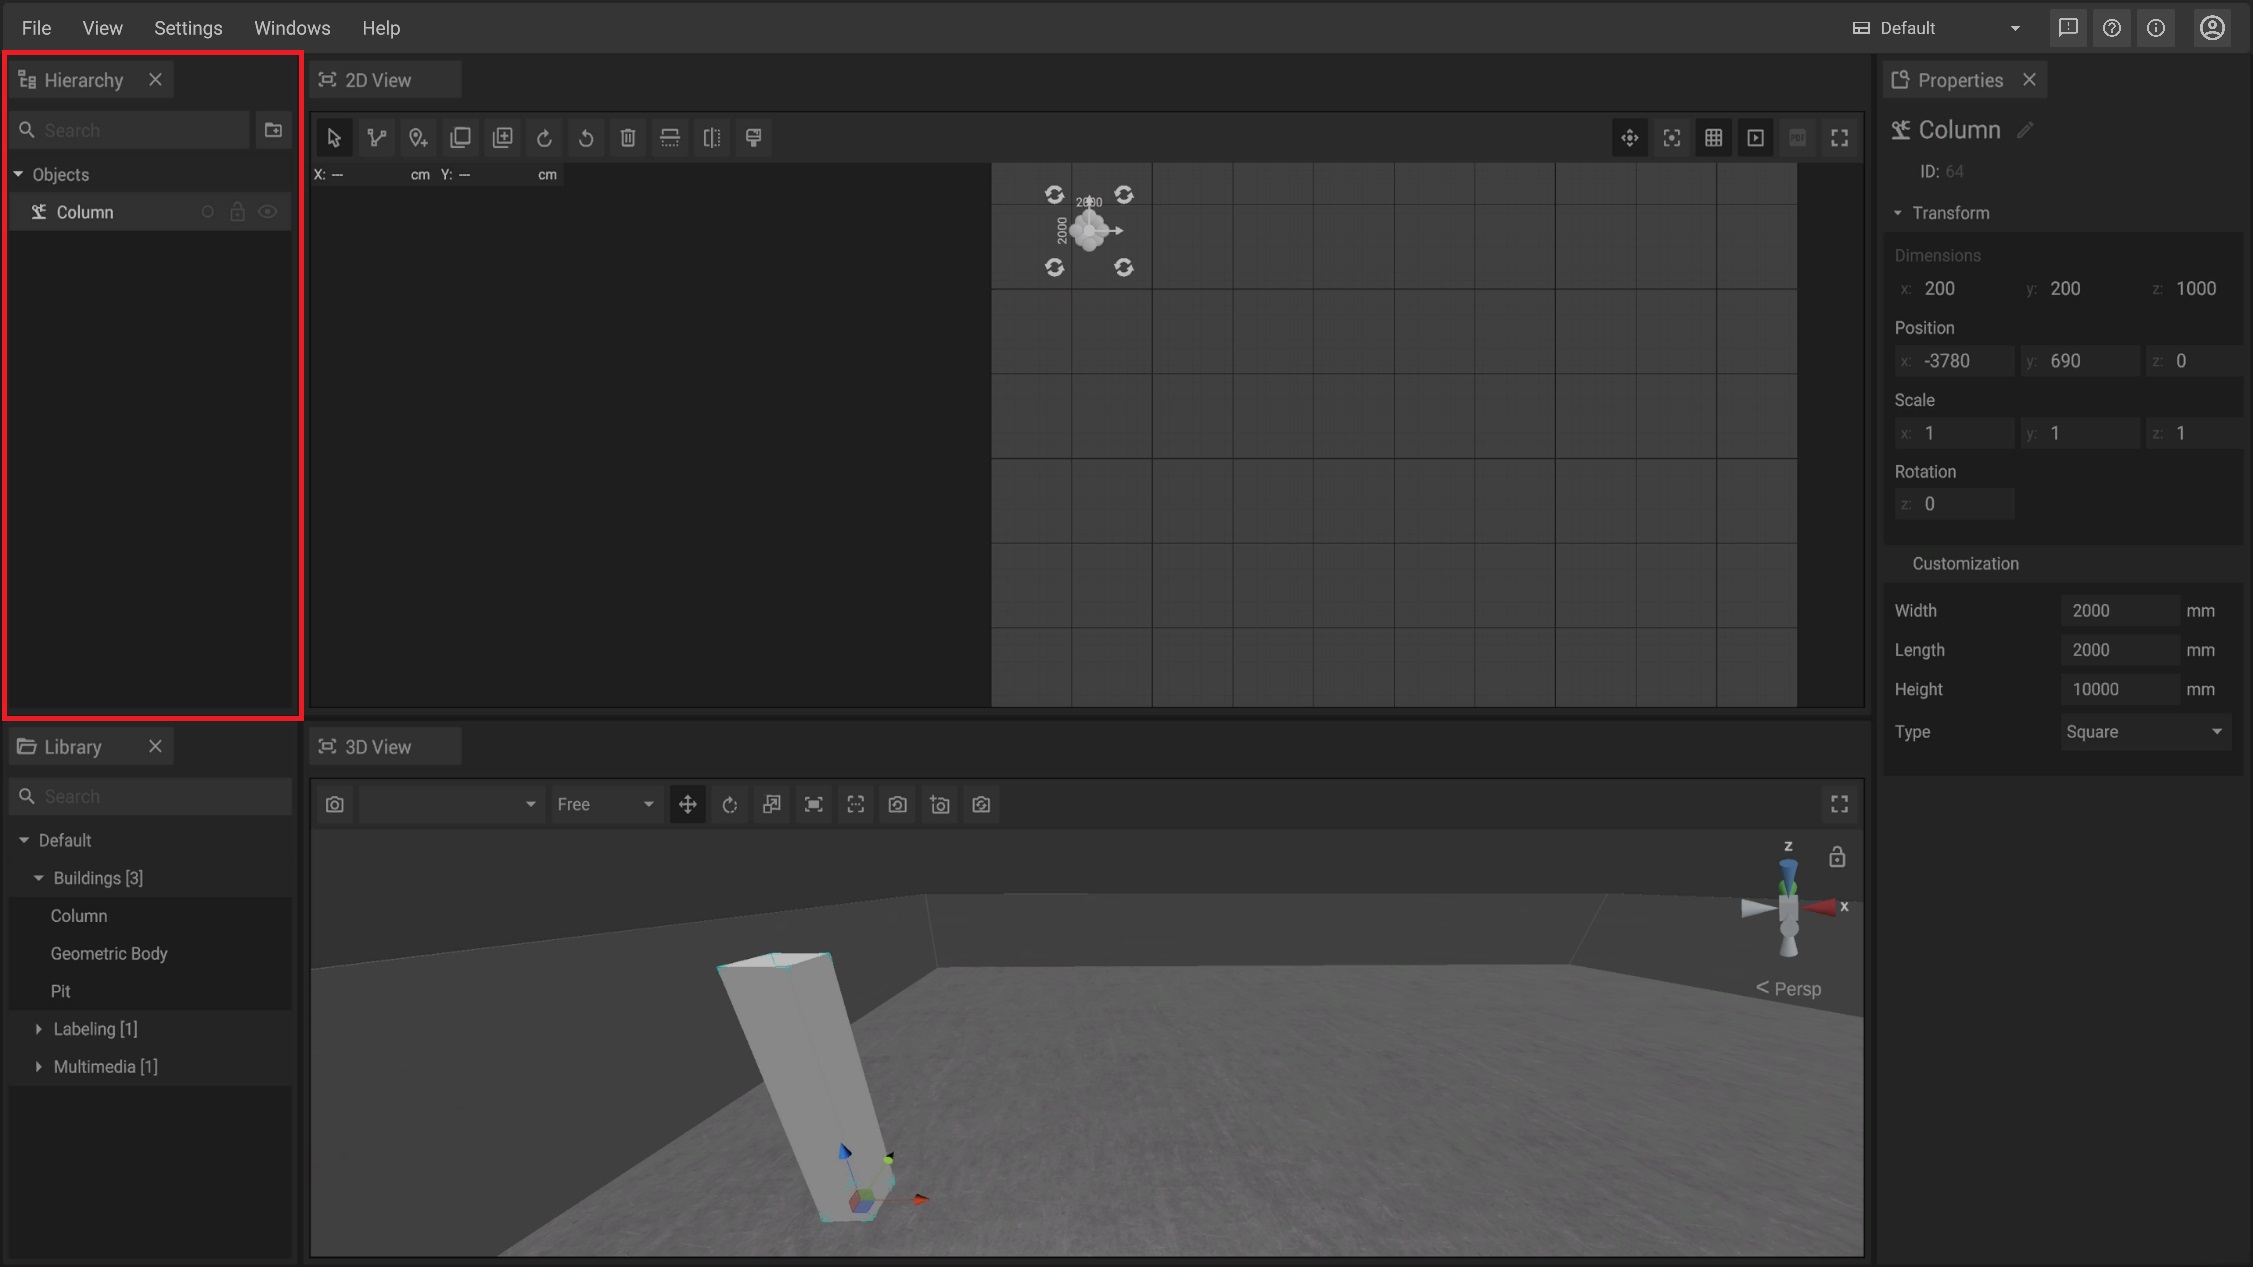 File View Settings Windows Help Default
Hierarchy
Search
Objects
Column
2D View
X: --- cm Y: --- cm
2000
2000
Library
Search
Default
Buildings [3]
Column
Geometric Body
Pit
Labeling [1]
Multimedia [1]
3D View
Free
Z
X
< Persp
Properties
Column
ID: 64
Transform
Dimensions
x: 200 y: 200 z: 1000
Position
x: -3780 y: 690 z: 0
Scale
x: 1 y: 1 z: 1
Rotation
z: 0
Customization
Width 2000 mm
Length 2000 mm
Height 10000 mm
Type Square